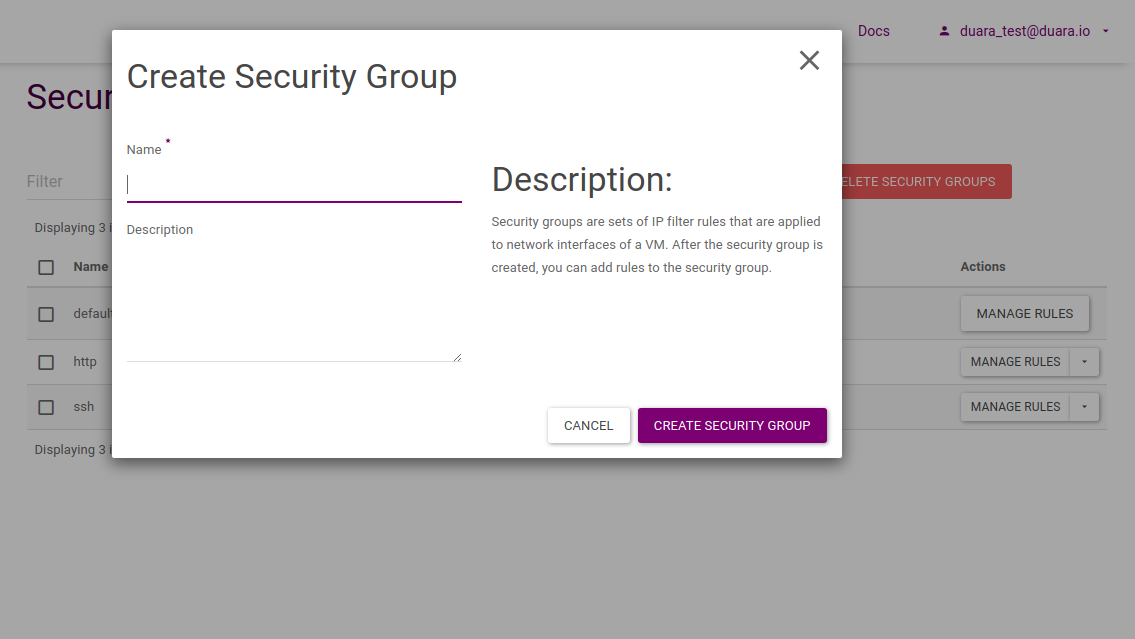 Docs
duara_test@duara.io
Create Security Group
Name *
Description
Description:
Security groups are sets of IP filter rules that are applied
to network interfaces of a VM. After the security group is
created, you can add rules to the security group.
CANCEL
CREATE SECURITY GROUP
Filter
SECURITY GROUPS
Displaying 3
Name
Actions
MANAGE RULES
http
MANAGE RULES
ssh
MANAGE RULES
Displaying 3